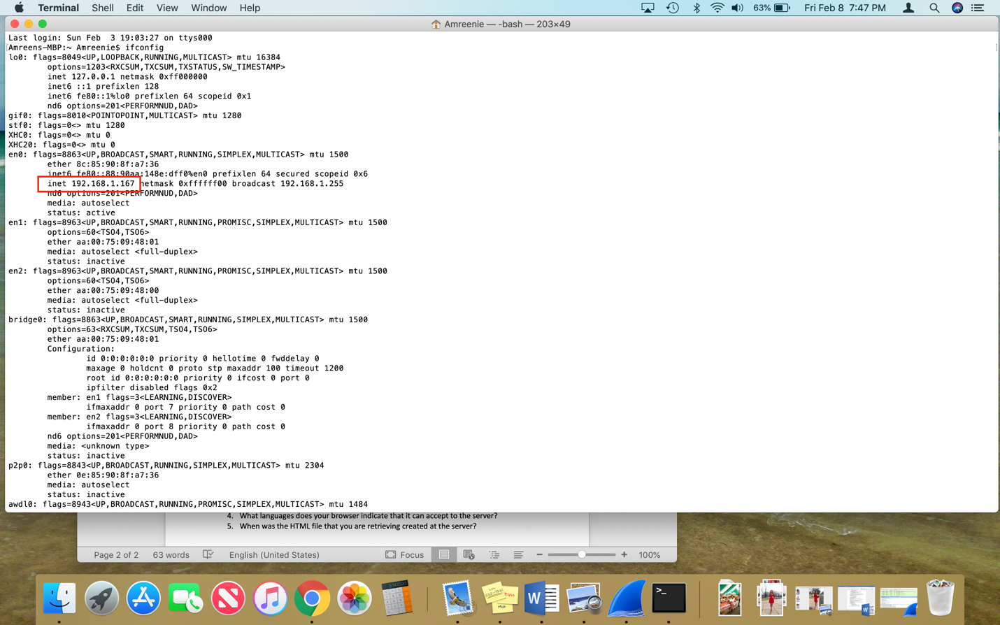 Terminal Shell Edit View Window Help 63% Fri Feb 8 7:47 PM
Amreenie — -bash — 203×49
Last login: Sun Feb  3 19:03:27 on ttys000
[Amreens-MBP:~ Amreenie$ ifconfig ]
lo0: flags=8049<UP,LOOPBACK,RUNNING,MULTICAST> mtu 16384
options=1203<RXCSUM,TXCSUM,TXSTATUS,SW_TIMESTAMP>
inet 127.0.0.1 netmask 0xff000000
inet6 ::1 prefixlen 128
inet6 fe80::1%lo0 prefixlen 64 scopeid 0x1
nd6 options=201<PERFORMNUD,DAD>
gif0: flags=8010<POINTOPOINT,MULTICAST> mtu 1280
stf0: flags=0<> mtu 1280
XHC0: flags=0<> mtu 0
XHC20: flags=0<> mtu 0
en0: flags=8863<UP,BROADCAST,SMART,RUNNING,SIMPLEX,MULTICAST> mtu 1500
ether 8c:85:90:8f:a7:36
inet6 fe80::88:90aa:148e:dff0%en0 prefixlen 64 secured scopeid 0x6
inet 192.168.1.167 netmask 0xffffff00 broadcast 192.168.1.255
nd6 options=201<PERFORMNUD,DAD>
media: autoselect
status: active
en1: flags=8963<UP,BROADCAST,SMART,RUNNING,PROMISC,SIMPLEX,MULTICAST> mtu 1500
options=60<TSO4,TSO6>
ether aa:00:75:09:48:01
media: autoselect <full-duplex>
status: inactive
en2: flags=8963<UP,BROADCAST,SMART,RUNNING,PROMISC,SIMPLEX,MULTICAST> mtu 1500
options=60<TSO4,TSO6>
ether aa:00:75:09:48:00
media: autoselect <full-duplex>
status: inactive
bridge0: flags=8863<UP,BROADCAST,SMART,RUNNING,SIMPLEX,MULTICAST> mtu 1500
options=63<RXCSUM,TXCSUM,TSO4,TSO6>
ether aa:00:75:09:48:01
Configuration:
id 0:0:0:0:0:0 priority 0 hellotime 0 fwddelay 0
maxage 0 holdcnt 0 proto stp maxaddr 100 timeout 1200
root id 0:0:0:0:0:0 priority 0 ifcost 0 port 0
ipfilter disabled flags 0x2
member: en1 flags=3<LEARNING,DISCOVER>
ifmaxaddr 0 port 7 priority 0 path cost 0
member: en2 flags=3<LEARNING,DISCOVER>
ifmaxaddr 0 port 8 priority 0 path cost 0
nd6 options=201<PERFORMNUD,DAD>
media: <unknown type>
status: inactive
p2p0: flags=8843<UP,BROADCAST,RUNNING,SIMPLEX,MULTICAST> mtu 2304
ether 0e:85:90:8f:a7:36
media: autoselect
status: inactive
awdl0: flags=8943<UP,BROADCAST,RUNNING,PROMISC,SIMPLEX,MULTICAST> mtu 1484
4. What languages does your browser indicate that it can accept to the server?
5. When was the HTML file that you are retrieving created at the server?
Page 2 of 2 63 words English (United States) Focus 100%